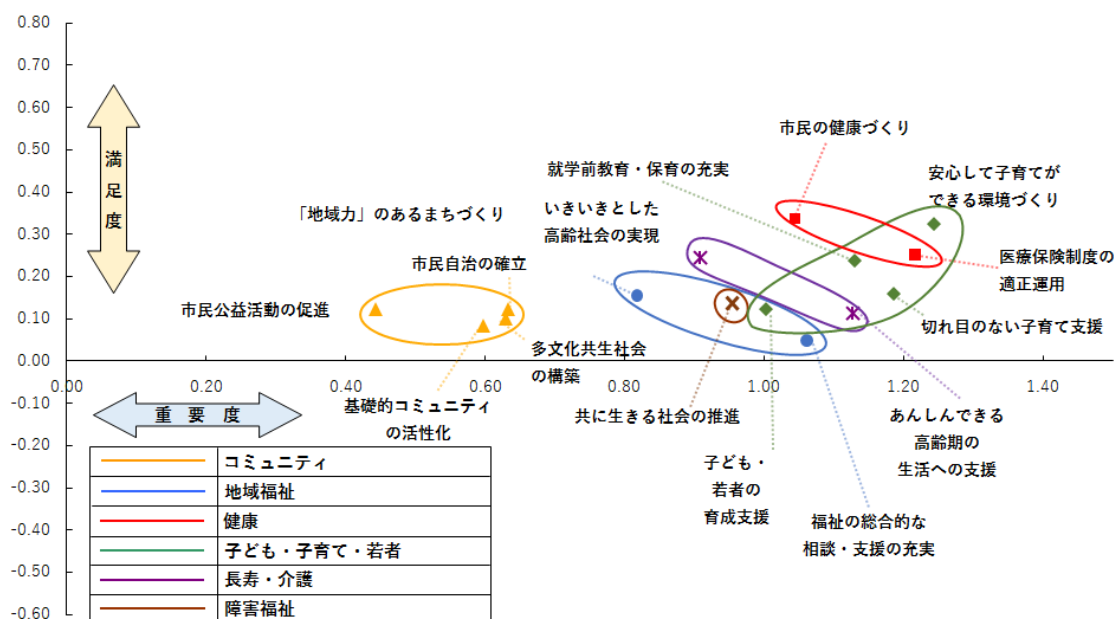 0.80
0.70
0.60
0.50
0.40
0.30
0.20
0.10
0.00
-0.10
-0.20
-0.30
-0.40
-0.50
-0.60
0.00
0.20
0.40
0.60
0.80
1.00
1.20
1.40
満足度
重要度
市民の健康づくり
就学前教育・保育の充実
安心して子育てが
できる環境づくり
「地域力」のあるまちづくり
いきいきとした
高齢社会の実現
市民自治の確立
医療保険制度の
適正運用
市民公益活動の促進
切れ目のない子育て支援
多文化共生社会
の構築
基礎的コミュニティ
の活性化
共に生きる社会の推進
あんしんできる
高齢期の
生活への支援
子ども・
若者の
育成支援
福祉の総合的な
相談・支援の充実
コミュニティ
地域福祉
健康
子ども・子育て・若者
長寿・介護
障害福祉